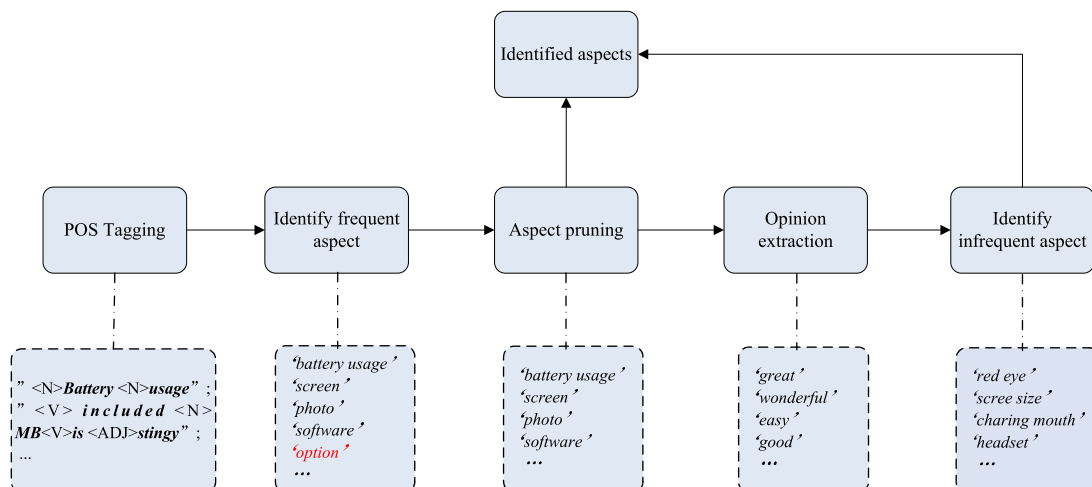 Identified aspects
POS Tagging
Identify frequent
aspect
Aspect pruning
Opinion
extraction
Identify
infrequent aspect
” <N>Battery <N>usage” ;
” <V> included <N>
MB<V>is <ADJ>stingy” ;
...
‘battery usage’
‘screen’
‘photo’
‘software’
‘option’
...
‘battery usage’
‘screen’
‘photo’
‘software’
...
‘great’
‘wonderful’
‘easy’
‘good’
...
‘red eye’
‘scree size’
‘charing mouth’
‘headset’
...